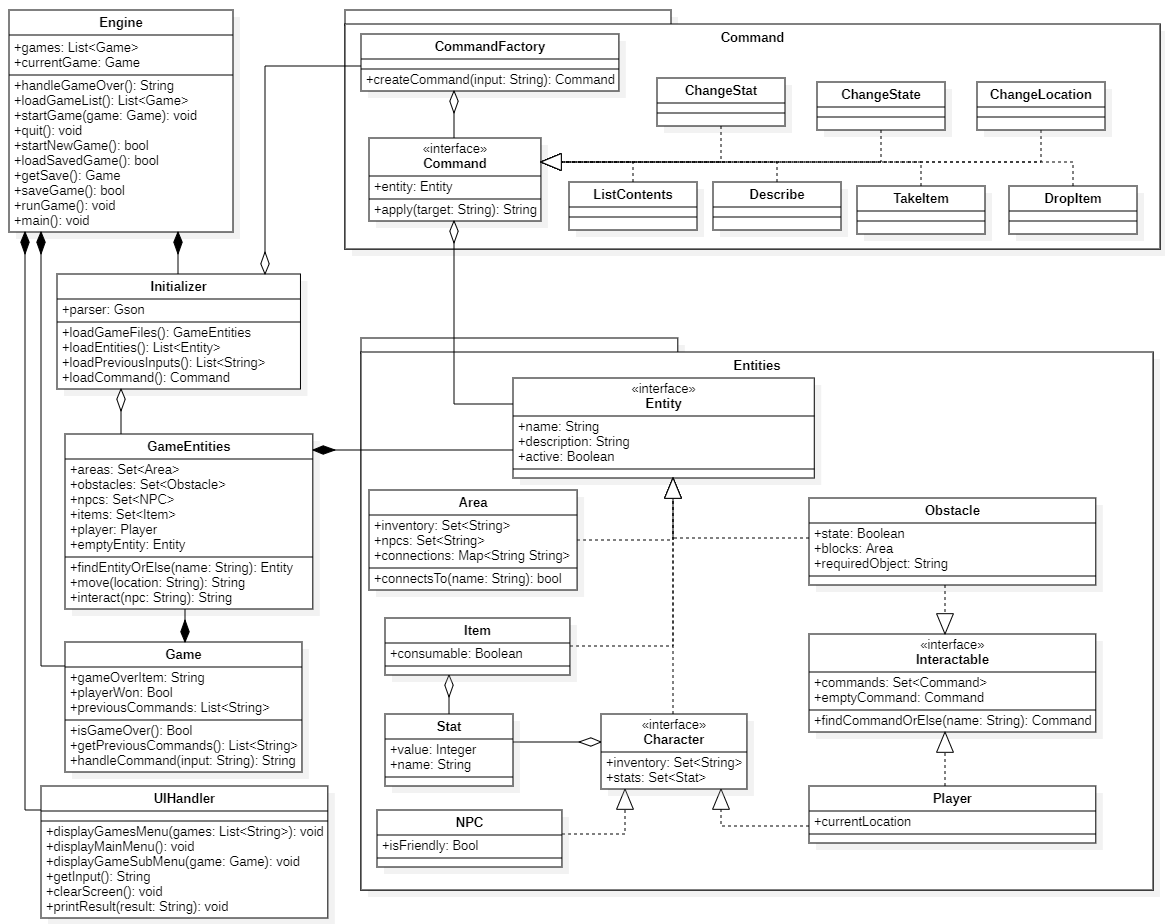 Engine
+games: List<Game>
+currentGame: Game
+handleGameOver(): String
+loadGameList(): List<Game>
+startGame(game: Game): void
+quit(): void
+startNewGame(): bool
+loadSavedGame(): bool
+getSave(): Game
+saveGame(): bool
+runGame(): void
+main(): void
Command
CommandFactory
+createCommand(input: String): Command
«interface»
Command
+entity: Entity
+apply(target: String): String
ChangeStat
ChangeState
ChangeLocation
ListContents
Describe
TakeItem
DropItem
Initializer
+parser: Gson
+loadGameFiles(): GameEntities
+loadEntities(): List<Entity>
+loadPreviousInputs(): List<String>
+loadCommand(): Command
GameEntities
+areas: Set<Area>
+obstacles: Set<Obstacle>
+npcs: Set<NPC>
+items: Set<Item>
+player: Player
+emptyEntity: Entity
+findEntityOrElse(name: String): Entity
+move(location: String): String
+interact(npc: String): String
Game
+gameOverItem: String
+playerWon: Bool
+previousCommands: List<String>
+isGameOver(): Bool
+getPreviousCommands(): List<String>
+handleCommand(input: String): String
UIHandler
+displayGamesMenu(games: List<String>): void
+displayMainMenu(): void
+displayGameSubMenu(game: Game): void
+getInput(): String
+clearScreen(): void
+printResult(result: String): void
Entities
«interface»
Entity
+name: String
+description: String
+active: Boolean
Area
+inventory: Set<String>
+npcs: Set<String>
+connections: Map<String String>
+connectsTo(name: String): bool
Obstacle
+state: Boolean
+blocks: Area
+requiredObject: String
Item
+consumable: Boolean
«interface»
Interactable
+commands: Set<Command>
+emptyCommand: Command
+findCommandOrElse(name: String): Command
Stat
+value: Integer
+name: String
«interface»
Character
+inventory: Set<String>
+stats: Set<Stat>
NPC
+isFriendly: Bool
Player
+currentLocation